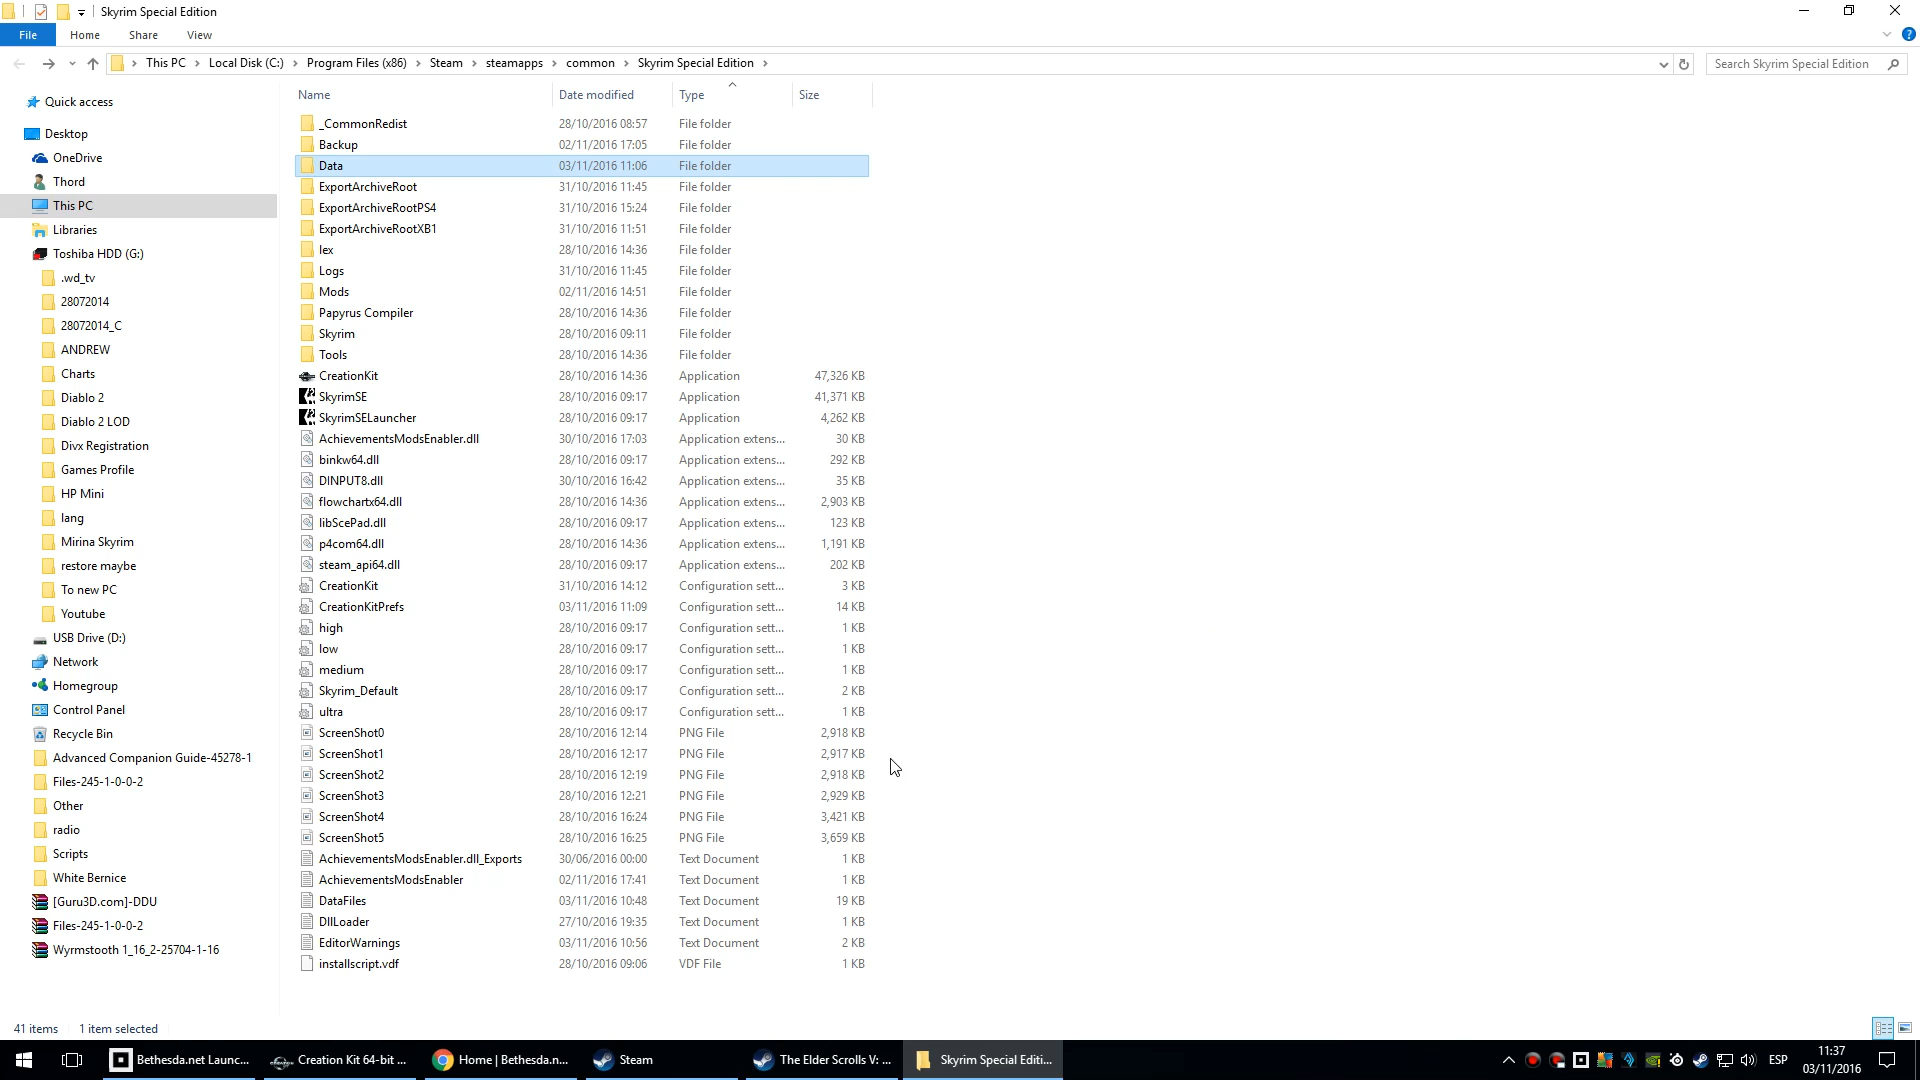 Skyrim Special Edition
File Home Share View
This PC Local Disk (C:) Program Files (x86) Steam steamapps common Skyrim Special Edition Search Skyrim Special Edition
Quick access
Desktop
OneDrive
Thord
This PC
Libraries
Toshiba HDD (G:)
.wd_tv
28072014
28072014_C
ANDREW
Charts
Diablo 2
Diablo 2 LOD
Divx Registration
Games Profile
HP Mini
lang
Mirina Skyrim
restore maybe
To new PC
Youtube
USB Drive (D:)
Network
Homegroup
Control Panel
Recycle Bin
Advanced Companion Guide-45278-1
Files-245-1-0-0-2
Other
radio
Scripts
White Bernice
[Guru3D.com]-DDU
Files-245-1-0-0-2
Wyrmstooth 1_16_2-25704-1-16
Name Date modified Type Size
_CommonRedist 28/10/2016 08:57 File folder
Backup 02/11/2016 17:05 File folder
Data 03/11/2016 11:06 File folder
ExportArchiveRoot 31/10/2016 11:45 File folder
ExportArchiveRootPS4 31/10/2016 15:24 File folder
ExportArchiveRootXB1 31/10/2016 11:51 File folder
lex 28/10/2016 14:36 File folder
Logs 31/10/2016 11:45 File folder
Mods 02/11/2016 14:51 File folder
Papyrus Compiler 28/10/2016 14:36 File folder
Skyrim 28/10/2016 09:11 File folder
Tools 28/10/2016 14:36 File folder
CreationKit 28/10/2016 14:36 Application 47,326 KB
SkyrimSE 28/10/2016 09:17 Application 41,371 KB
SkyrimSELauncher 28/10/2016 09:17 Application 4,262 KB
AchievementsModsEnabler.dll 30/10/2016 17:03 Application extens... 30 KB
binkw64.dll 28/10/2016 09:17 Application extens... 292 KB
DINPUT8.dll 30/10/2016 16:42 Application extens... 35 KB
flowchartx64.dll 28/10/2016 14:36 Application extens... 2,903 KB
libScePad.dll 28/10/2016 09:17 Application extens... 123 KB
p4com64.dll 28/10/2016 14:36 Application extens... 1,191 KB
steam_api64.dll 28/10/2016 09:17 Application extens... 202 KB
CreationKit 31/10/2016 14:12 Configuration sett... 3 KB
CreationKitPrefs 03/11/2016 11:09 Configuration sett... 14 KB
high 28/10/2016 09:17 Configuration sett... 1 KB
low 28/10/2016 09:17 Configuration sett... 1 KB
medium 28/10/2016 09:17 Configuration sett... 1 KB
Skyrim_Default 28/10/2016 09:17 Configuration sett... 2 KB
ultra 28/10/2016 09:17 Configuration sett... 1 KB
ScreenShot0 28/10/2016 12:14 PNG File 2,918 KB
ScreenShot1 28/10/2016 12:17 PNG File 2,917 KB
ScreenShot2 28/10/2016 12:19 PNG File 2,918 KB
ScreenShot3 28/10/2016 12:21 PNG File 2,929 KB
ScreenShot4 28/10/2016 16:24 PNG File 3,421 KB
ScreenShot5 28/10/2016 16:25 PNG File 3,659 KB
AchievementsModsEnabler.dll_Exports 30/06/2016 00:00 Text Document 1 KB
AchievementsModsEnabler 02/11/2016 17:41 Text Document 1 KB
DataFiles 03/11/2016 10:48 Text Document 19 KB
DllLoader 27/10/2016 19:35 Text Document 1 KB
EditorWarnings 03/11/2016 10:56 Text Document 2 KB
installscript.vdf 28/10/2016 09:06 VDF File 1 KB
41 items 1 item selected
Bethesda.net Launc... Creation Kit 64-bit ... Home | Bethesda.n... Steam The Elder Scrolls V: ... Skyrim Special Editi... ESP 11:37
03/11/2016